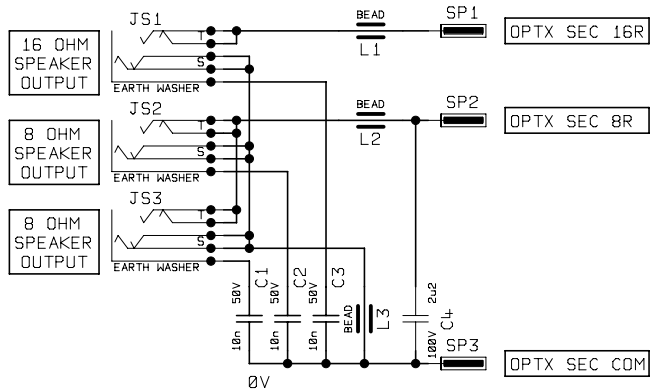 JS1
16 OHM
SPEAKER
OUTPUT
T
S
EARTH WASHER
BEAD
L1
SP1
OPTX SEC 16R
JS2
8 OHM
SPEAKER
OUTPUT
T
S
EARTH WASHER
BEAD
L2
SP2
OPTX SEC 8R
JS3
8 OHM
SPEAKER
OUTPUT
T
S
EARTH WASHER
50V
C1
10n
50V
C2
10n
50V
C3
10n
BEAD
L3
2u2
C4
100V
SP3
OPTX SEC COM
0V